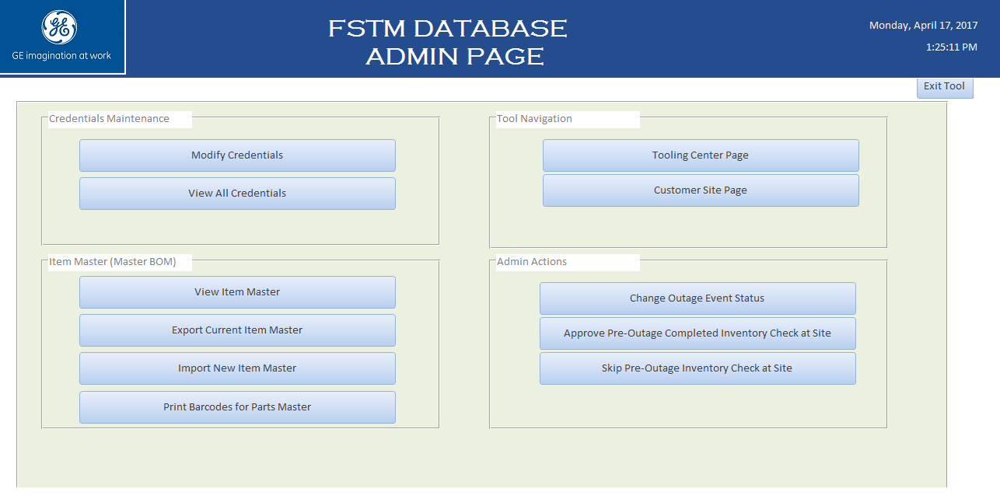 GE imagination at work
FSTM DATABASE
ADMIN PAGE
Monday, April 17, 2017
1:25:11 PM
Exit Tool
Credentials Maintenance
Modify Credentials
View All Credentials
Tool Navigation
Tooling Center Page
Customer Site Page
Item Master (Master BOM)
View Item Master
Export Current Item Master
Import New Item Master
Print Barcodes for Parts Master
Admin Actions
Change Outage Event Status
Approve Pre-Outage Completed Inventory Check at Site
Skip Pre-Outage Inventory Check at Site